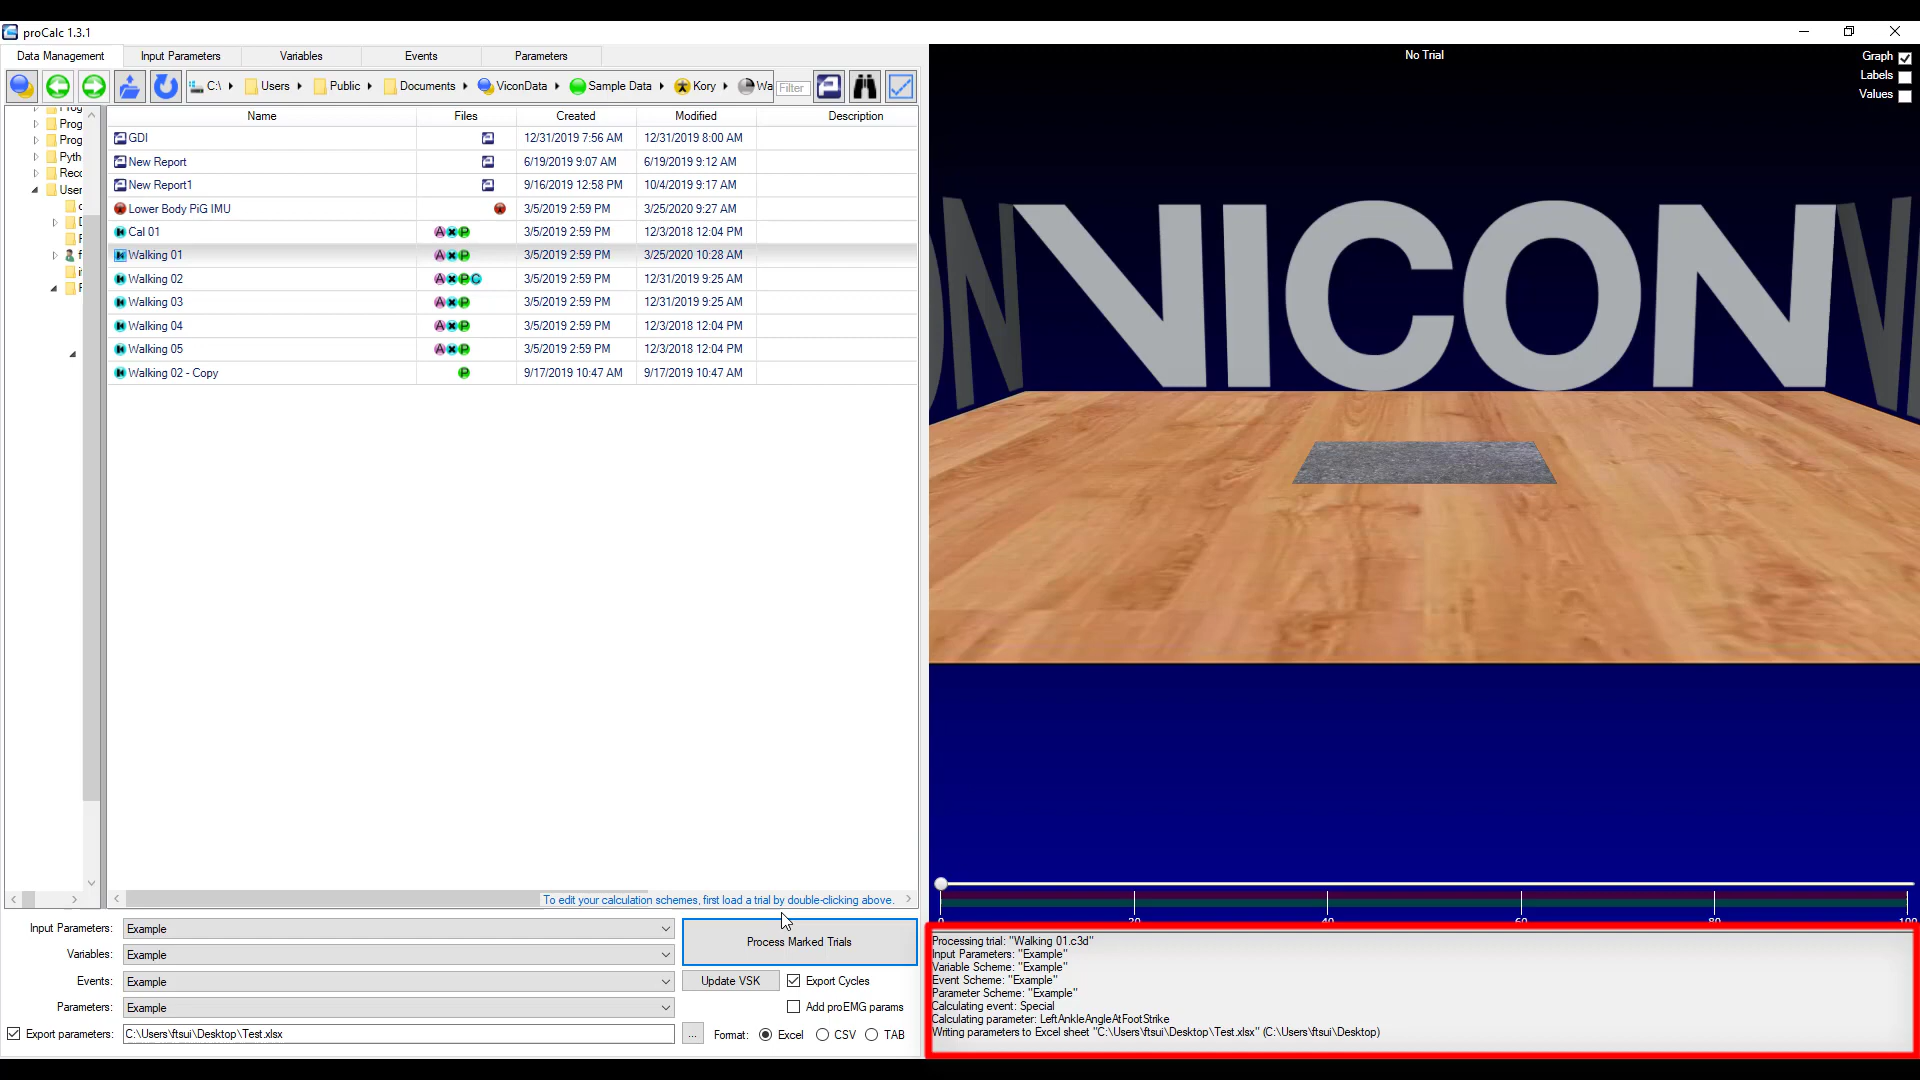 proCalc 1.3.1
Data Management Input Parameters Variables Events Parameters
C:\ Users Public Documents ViconData Sample Data Kory Wa Filter
Name Files Created Modified Description
GDI 12/31/2019 7:56 AM 12/31/2019 8:00 AM
New Report 6/19/2019 9:07 AM 6/19/2019 9:12 AM
New Report1 9/16/2019 12:58 PM 10/4/2019 9:17 AM
Lower Body PiG IMU 3/5/2019 2:59 PM 3/25/2020 9:27 AM
Cal 01 A X P 3/5/2019 2:59 PM 12/3/2018 12:04 PM
Walking 01 A X P 3/5/2019 2:59 PM 3/25/2020 10:28 AM
Walking 02 A X P C 3/5/2019 2:59 PM 12/31/2019 9:25 AM
Walking 03 A X P 3/5/2019 2:59 PM 12/31/2019 9:25 AM
Walking 04 A X P 3/5/2019 2:59 PM 12/3/2018 12:04 PM
Walking 05 A X P 3/5/2019 2:59 PM 12/3/2018 12:04 PM
Walking 02 - Copy P 9/17/2019 10:47 AM 9/17/2019 10:47 AM
Prog
Prog
Pyth
Reco
User
To edit your calculation schemes, first load a trial by double-clicking above.
Input Parameters: Example
Variables: Example
Events: Example
Parameters: Example
Export parameters: C:\Users\ftsui\Desktop\Test.xlsx ...
Process Marked Trials
Update VSK Export Cycles
Add proEMG params
Format: Excel CSV TAB
No Trial
Graph
Labels
Values
VICON
0 20 40 60 80 100
Processing trial: "Walking 01.c3d"
Input Parameters: "Example"
Variable Scheme: "Example"
Event Scheme: "Example"
Parameter Scheme: "Example"
Calculating event: Special
Calculating parameter: LeftAnkleAngleAtFootStrike
Writing parameters to Excel sheet "C:\Users\ftsui\Desktop\Test.xlsx" (C:\Users\ftsui\Desktop)